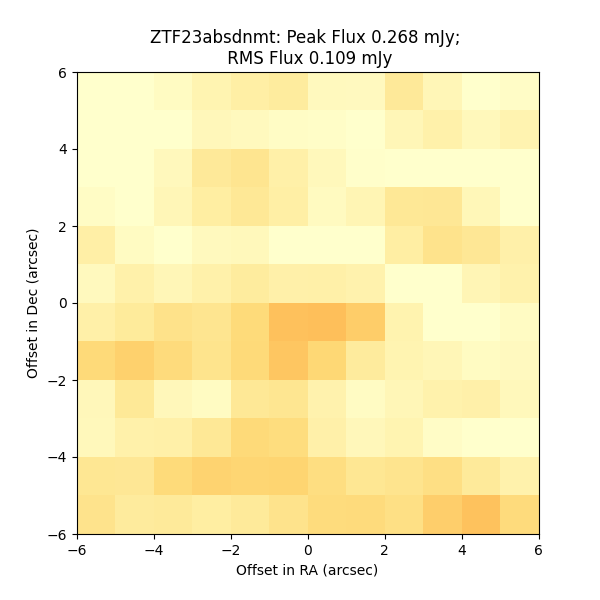 ZTF23absdnmt: Peak Flux 0.268 mJy;
RMS Flux 0.109 mJy
6
4
2
0
−2
−4
−6
Offset in Dec (arcsec)
−6 −4 −2 0 2 4 6
Offset in RA (arcsec)